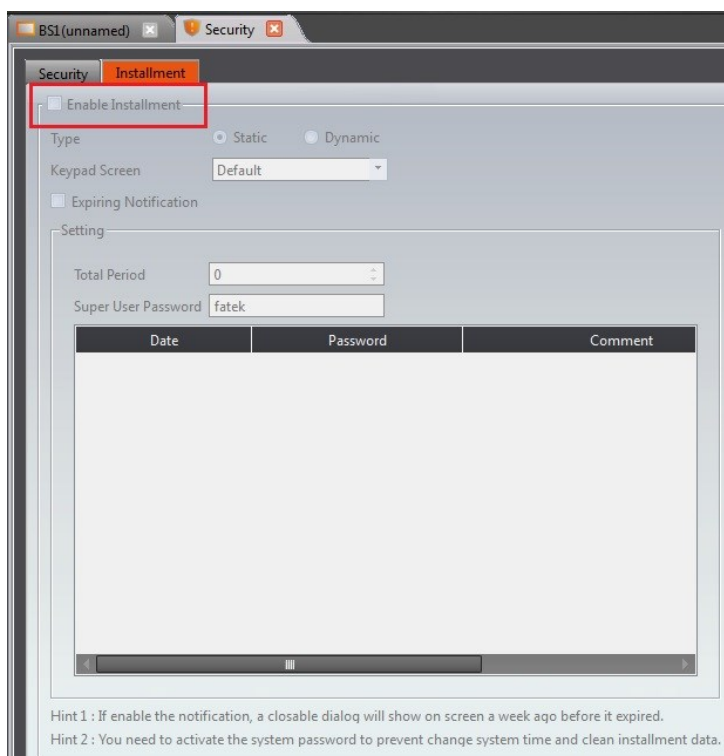 BS1(unnamed) Security
Security Installment
Enable Installment
Type Static Dynamic
Keypad Screen Default
Expiring Notification
Setting
Total Period 0
Super User Password fatek
Date Password Comment
Hint 1 : If enable the notification, a closable dialog will show on screen a week ago before it expired.
Hint 2 : You need to activate the system password to prevent change system time and clean installment data.